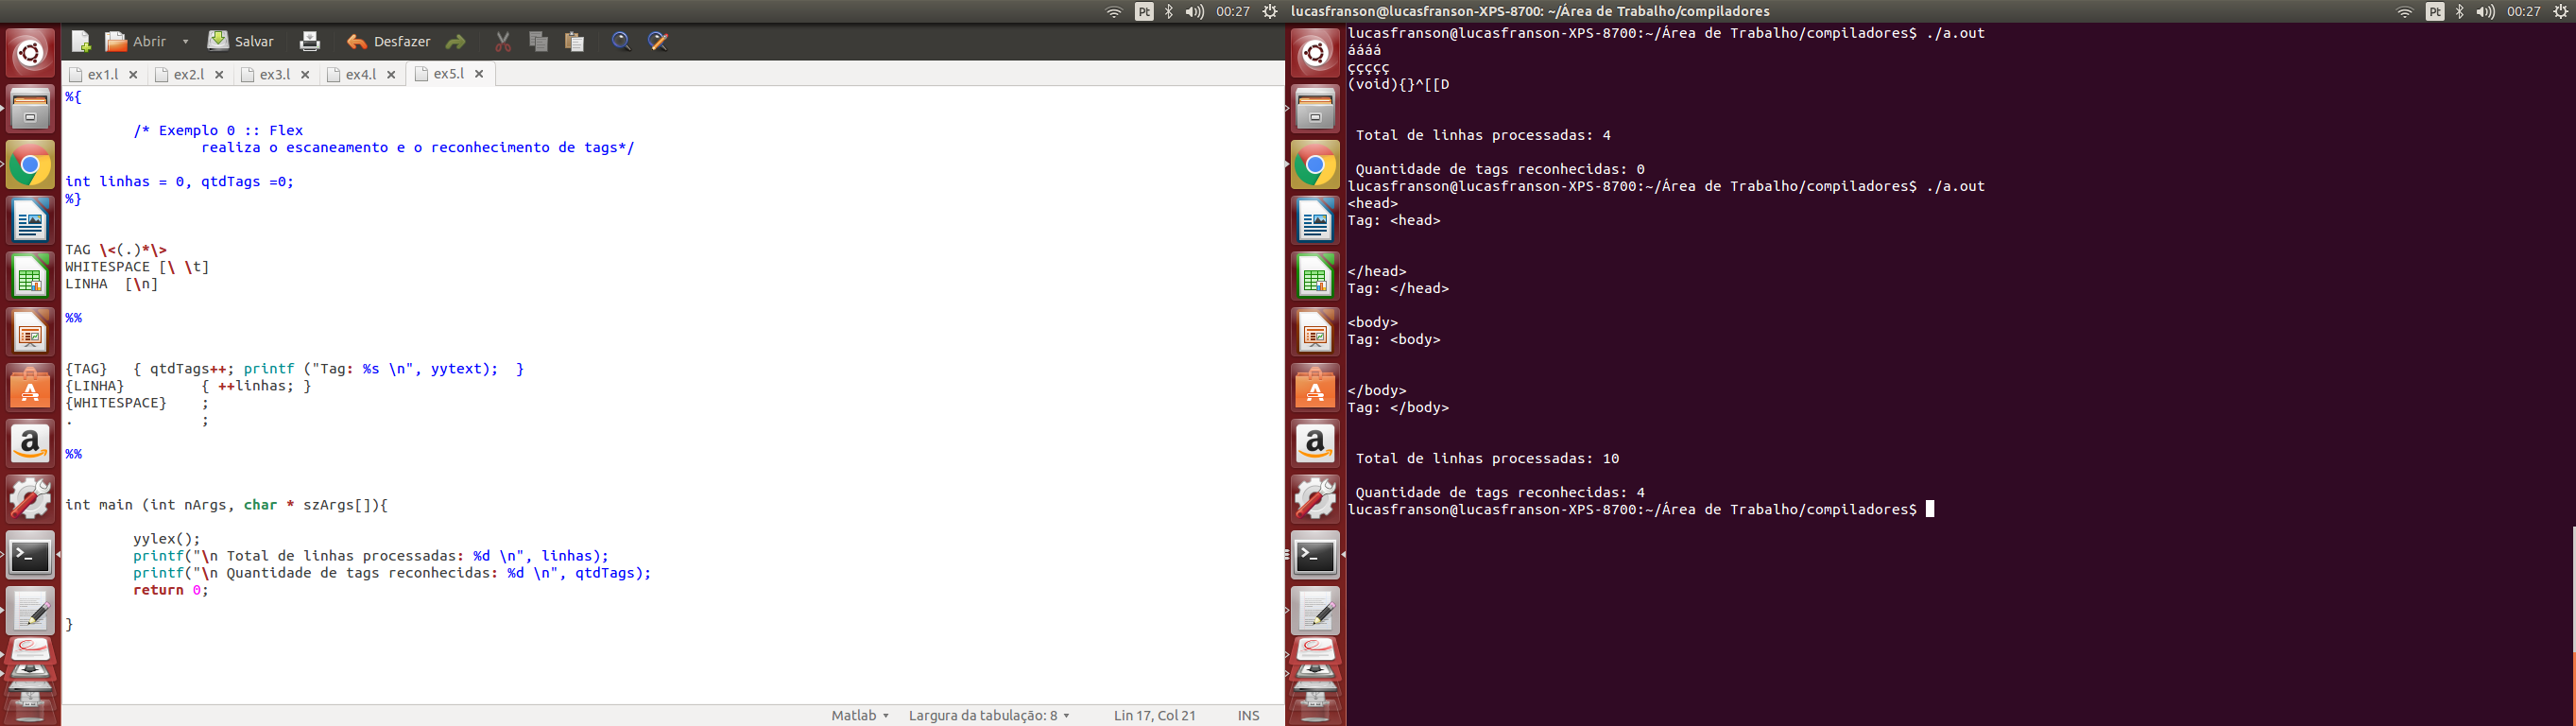 Pt 00:27
Abrir Salvar Desfazer
ex1.l ex2.l ex3.l ex4.l ex5.l
%{
/* Exemplo 0 :: Flex
realiza o escaneamento e o reconhecimento de tags*/
int linhas = 0, qtdTags =0;
%}
TAG \<(.)*\>
WHITESPACE [\ \t]
LINHA  [\n]
%%
{TAG}   { qtdTags++; printf ("Tag: %s \n", yytext);  }
{LINHA}         { ++linhas; }
{WHITESPACE}    ;
.               ;
%%
int main (int nArgs, char * szArgs[]){
yylex();
printf("\n Total de linhas processadas: %d \n", linhas);
printf("\n Quantidade de tags reconhecidas: %d \n", qtdTags);
return 0;
}
Matlab Largura da tabulação: 8 Lin 17, Col 21 INS
lucasfranson@lucasfranson-XPS-8700: ~/Área de Trabalho/compiladores Pt 00:27
lucasfranson@lucasfranson-XPS-8700:~/Área de Trabalho/compiladores$ ./a.out
áááá
ççççç
(void){}^[[D
Total de linhas processadas: 4
Quantidade de tags reconhecidas: 0
lucasfranson@lucasfranson-XPS-8700:~/Área de Trabalho/compiladores$ ./a.out
<head>
Tag: <head>
</head>
Tag: </head>
<body>
Tag: <body>
</body>
Tag: </body>
Total de linhas processadas: 10
Quantidade de tags reconhecidas: 4
lucasfranson@lucasfranson-XPS-8700:~/Área de Trabalho/compiladores$